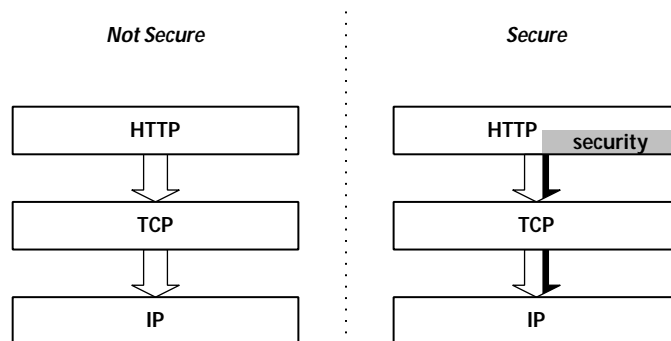 Not Secure
Secure
HTTP
HTTP
security
TCP
TCP
IP
IP